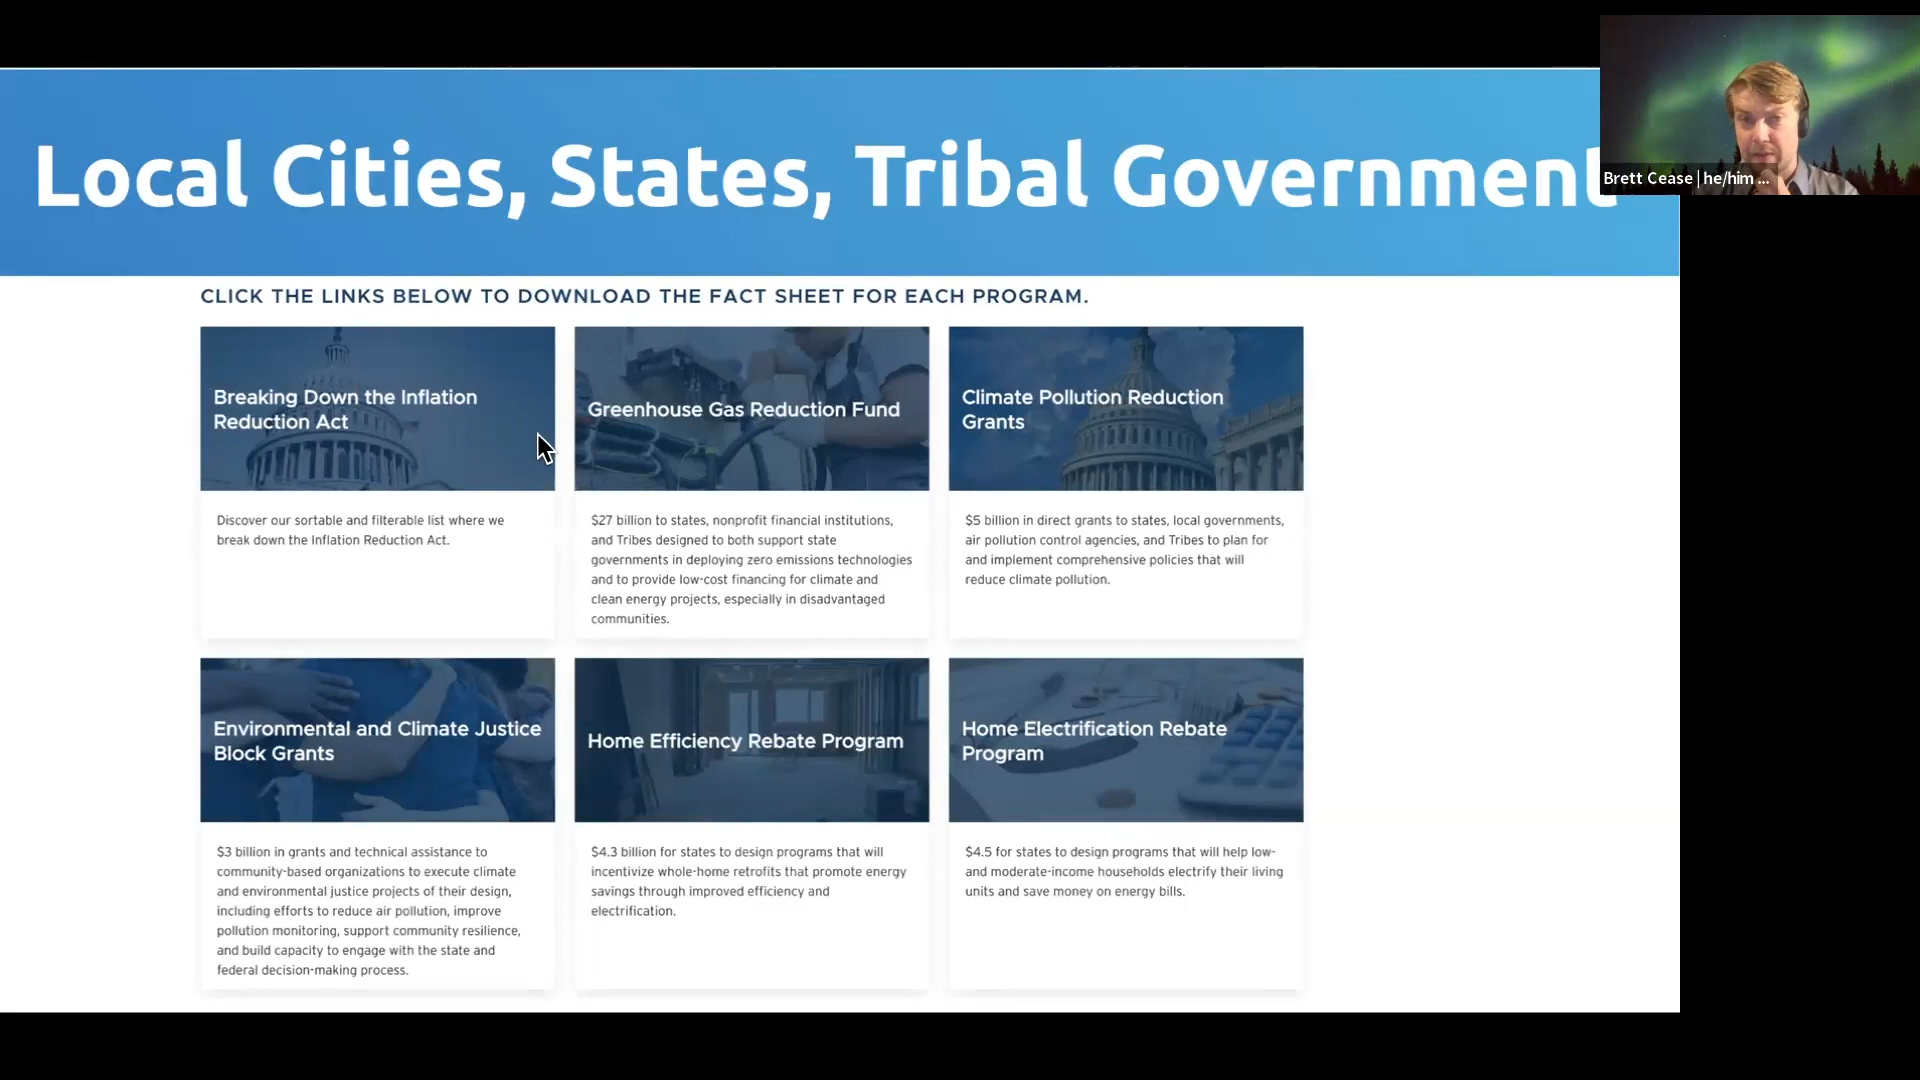 Local Cities, States, Tribal Government
Brett Cease | he/him ...
CLICK THE LINKS BELOW TO DOWNLOAD THE FACT SHEET FOR EACH PROGRAM.
Breaking Down the Inflation
Reduction Act
Discover our sortable and filterable list where we
break down the Inflation Reduction Act.
Greenhouse Gas Reduction Fund
$27 billion to states, nonprofit financial institutions,
and Tribes designed to both support state
governments in deploying zero emissions technologies
and to provide low-cost financing for climate and
clean energy projects, especially in disadvantaged
communities.
Climate Pollution Reduction
Grants
$5 billion in direct grants to states, local governments,
air pollution control agencies, and Tribes to plan for
and implement comprehensive policies that will
reduce climate pollution.
Environmental and Climate Justice
Block Grants
$3 billion in grants and technical assistance to
community-based organizations to execute climate
and environmental justice projects of their design,
including efforts to reduce air pollution, improve
pollution monitoring, support community resilience,
and build capacity to engage with the state and
federal decision-making process.
Home Efficiency Rebate Program
$4.3 billion for states to design programs that will
incentivize whole-home retrofits that promote energy
savings through improved efficiency and
electrification.
Home Electrification Rebate
Program
$4.5 for states to design programs that will help low-
and moderate-income households electrify their living
units and save money on energy bills.